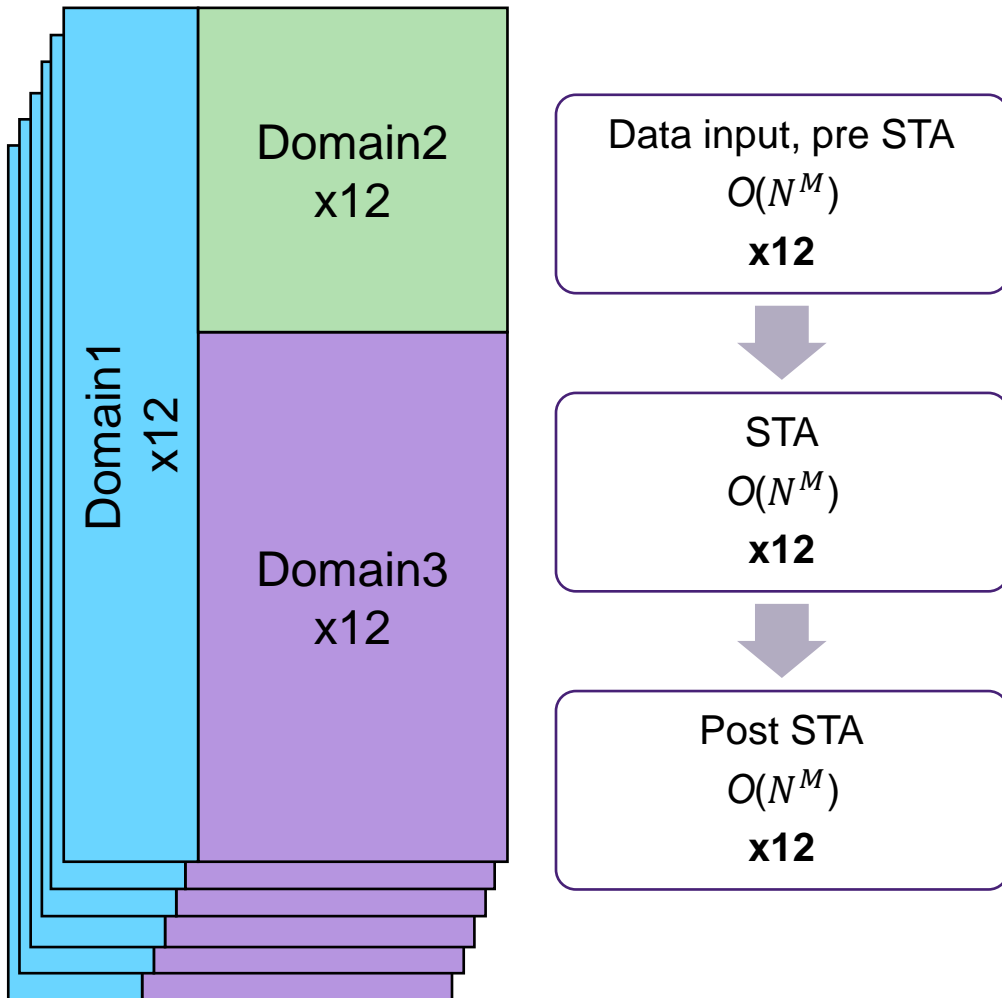 Domain1
x12
Domain2
x12
Domain3
x12
Data input, pre STA
O(N^M)
x12
STA
O(N^M)
x12
Post STA
O(N^M)
x12